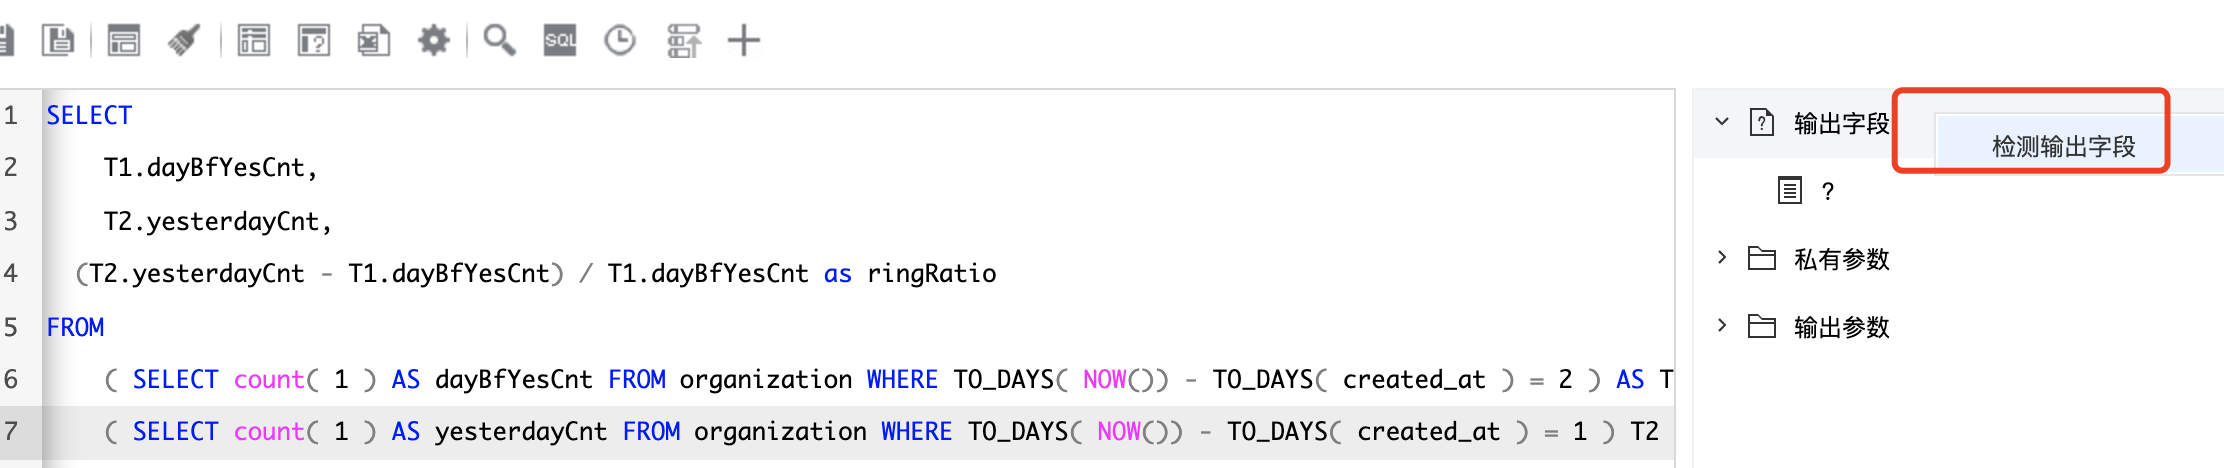 SQL
1 SELECT
2 T1.dayBfYesCnt,
3 T2.yesterdayCnt,
4 (T2.yesterdayCnt - T1.dayBfYesCnt) / T1.dayBfYesCnt as ringRatio
5 FROM
6 ( SELECT count( 1 ) AS dayBfYesCnt FROM organization WHERE TO_DAYS( NOW()) - TO_DAYS( created_at ) = 2 ) AS T
7 ( SELECT count( 1 ) AS yesterdayCnt FROM organization WHERE TO_DAYS( NOW()) - TO_DAYS( created_at ) = 1 ) T2
输出字段
检测输出字段
?
私有参数
输出参数